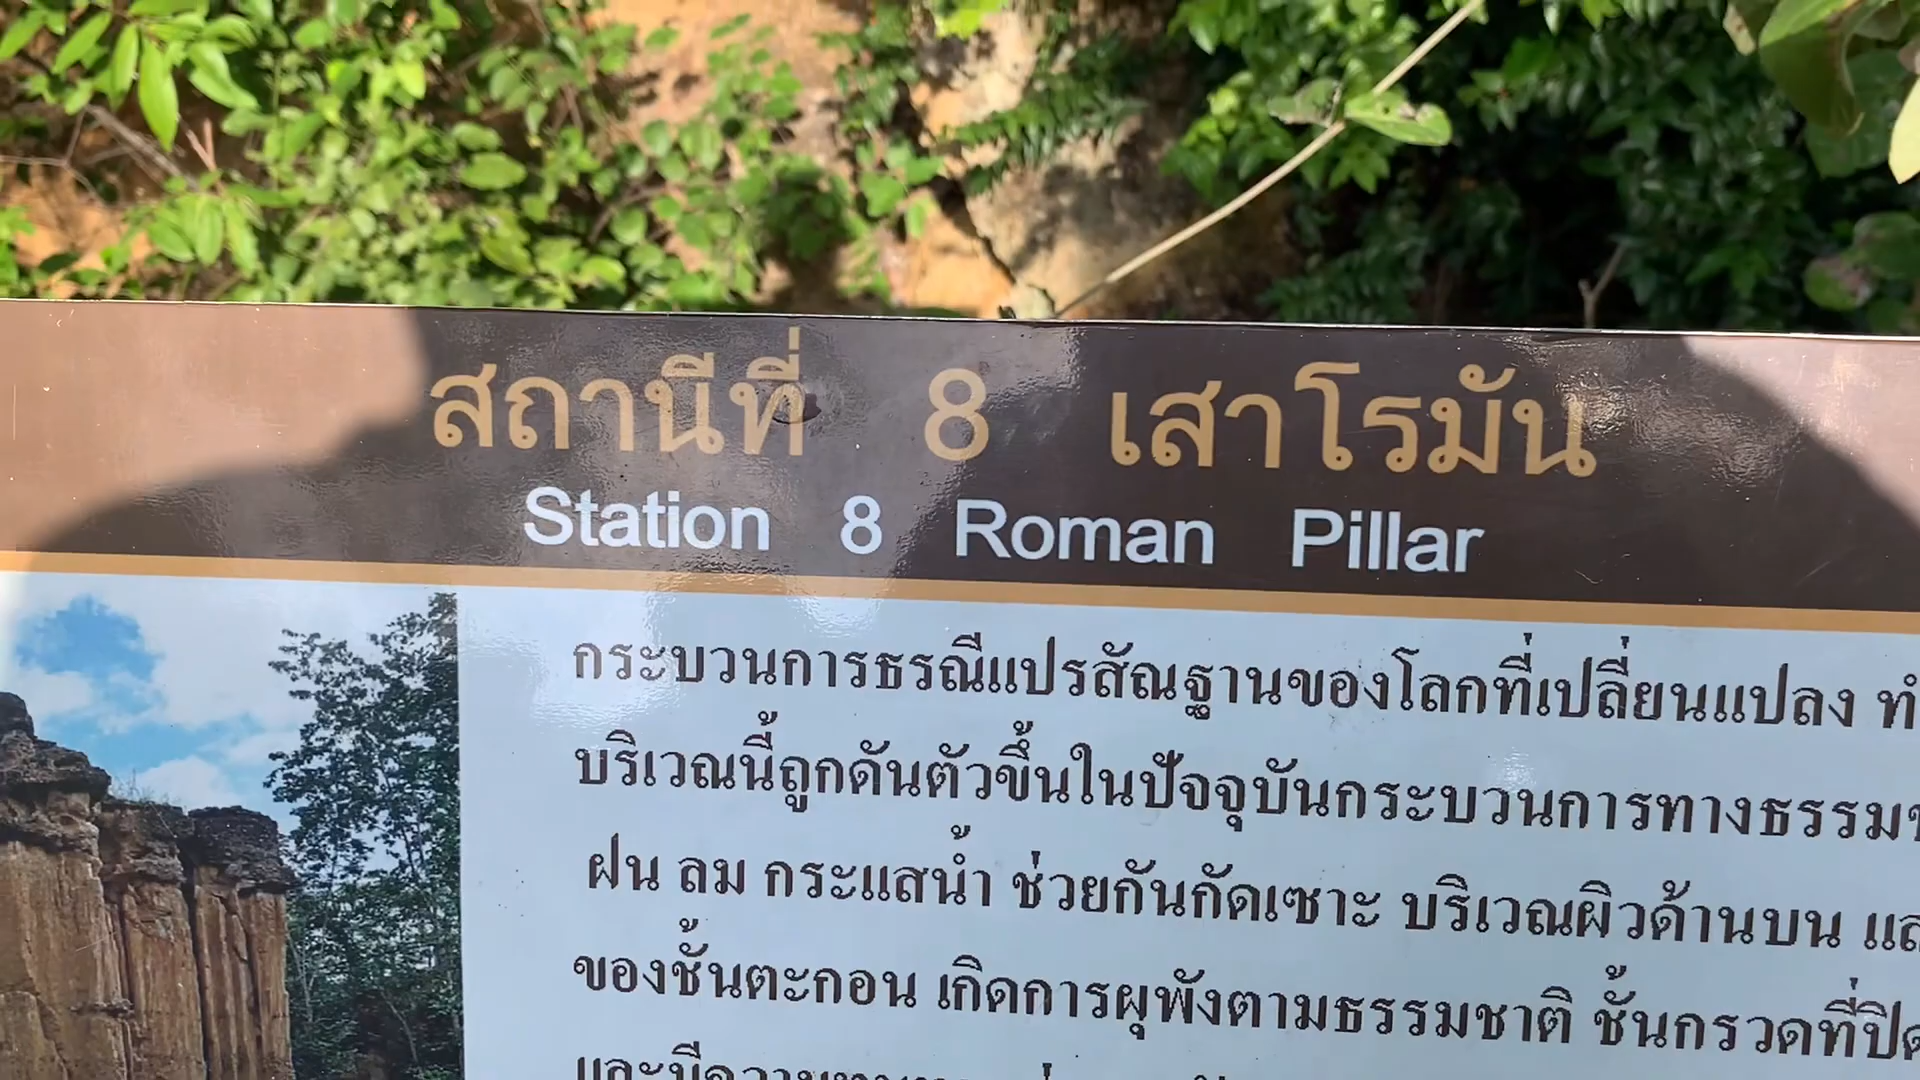 สถานีที่ 8 เสาโรมัน
Station 8 Roman Pillar
กระบวนการธรณีแปรสัณฐานของโลกที่เปลี่ยนแปลง
บริเวณนี้ถูกดันตัวขึ้นในปัจจุบันกระบวนการทาง
ฝน ลม กระแสน้ำ ช่วยกันกัดเซาะ บริเวณผิวด้านบน
ของชั้นตะกอน เกิดการผุพังตามธรรมชาติ ชั้นกรวดที่